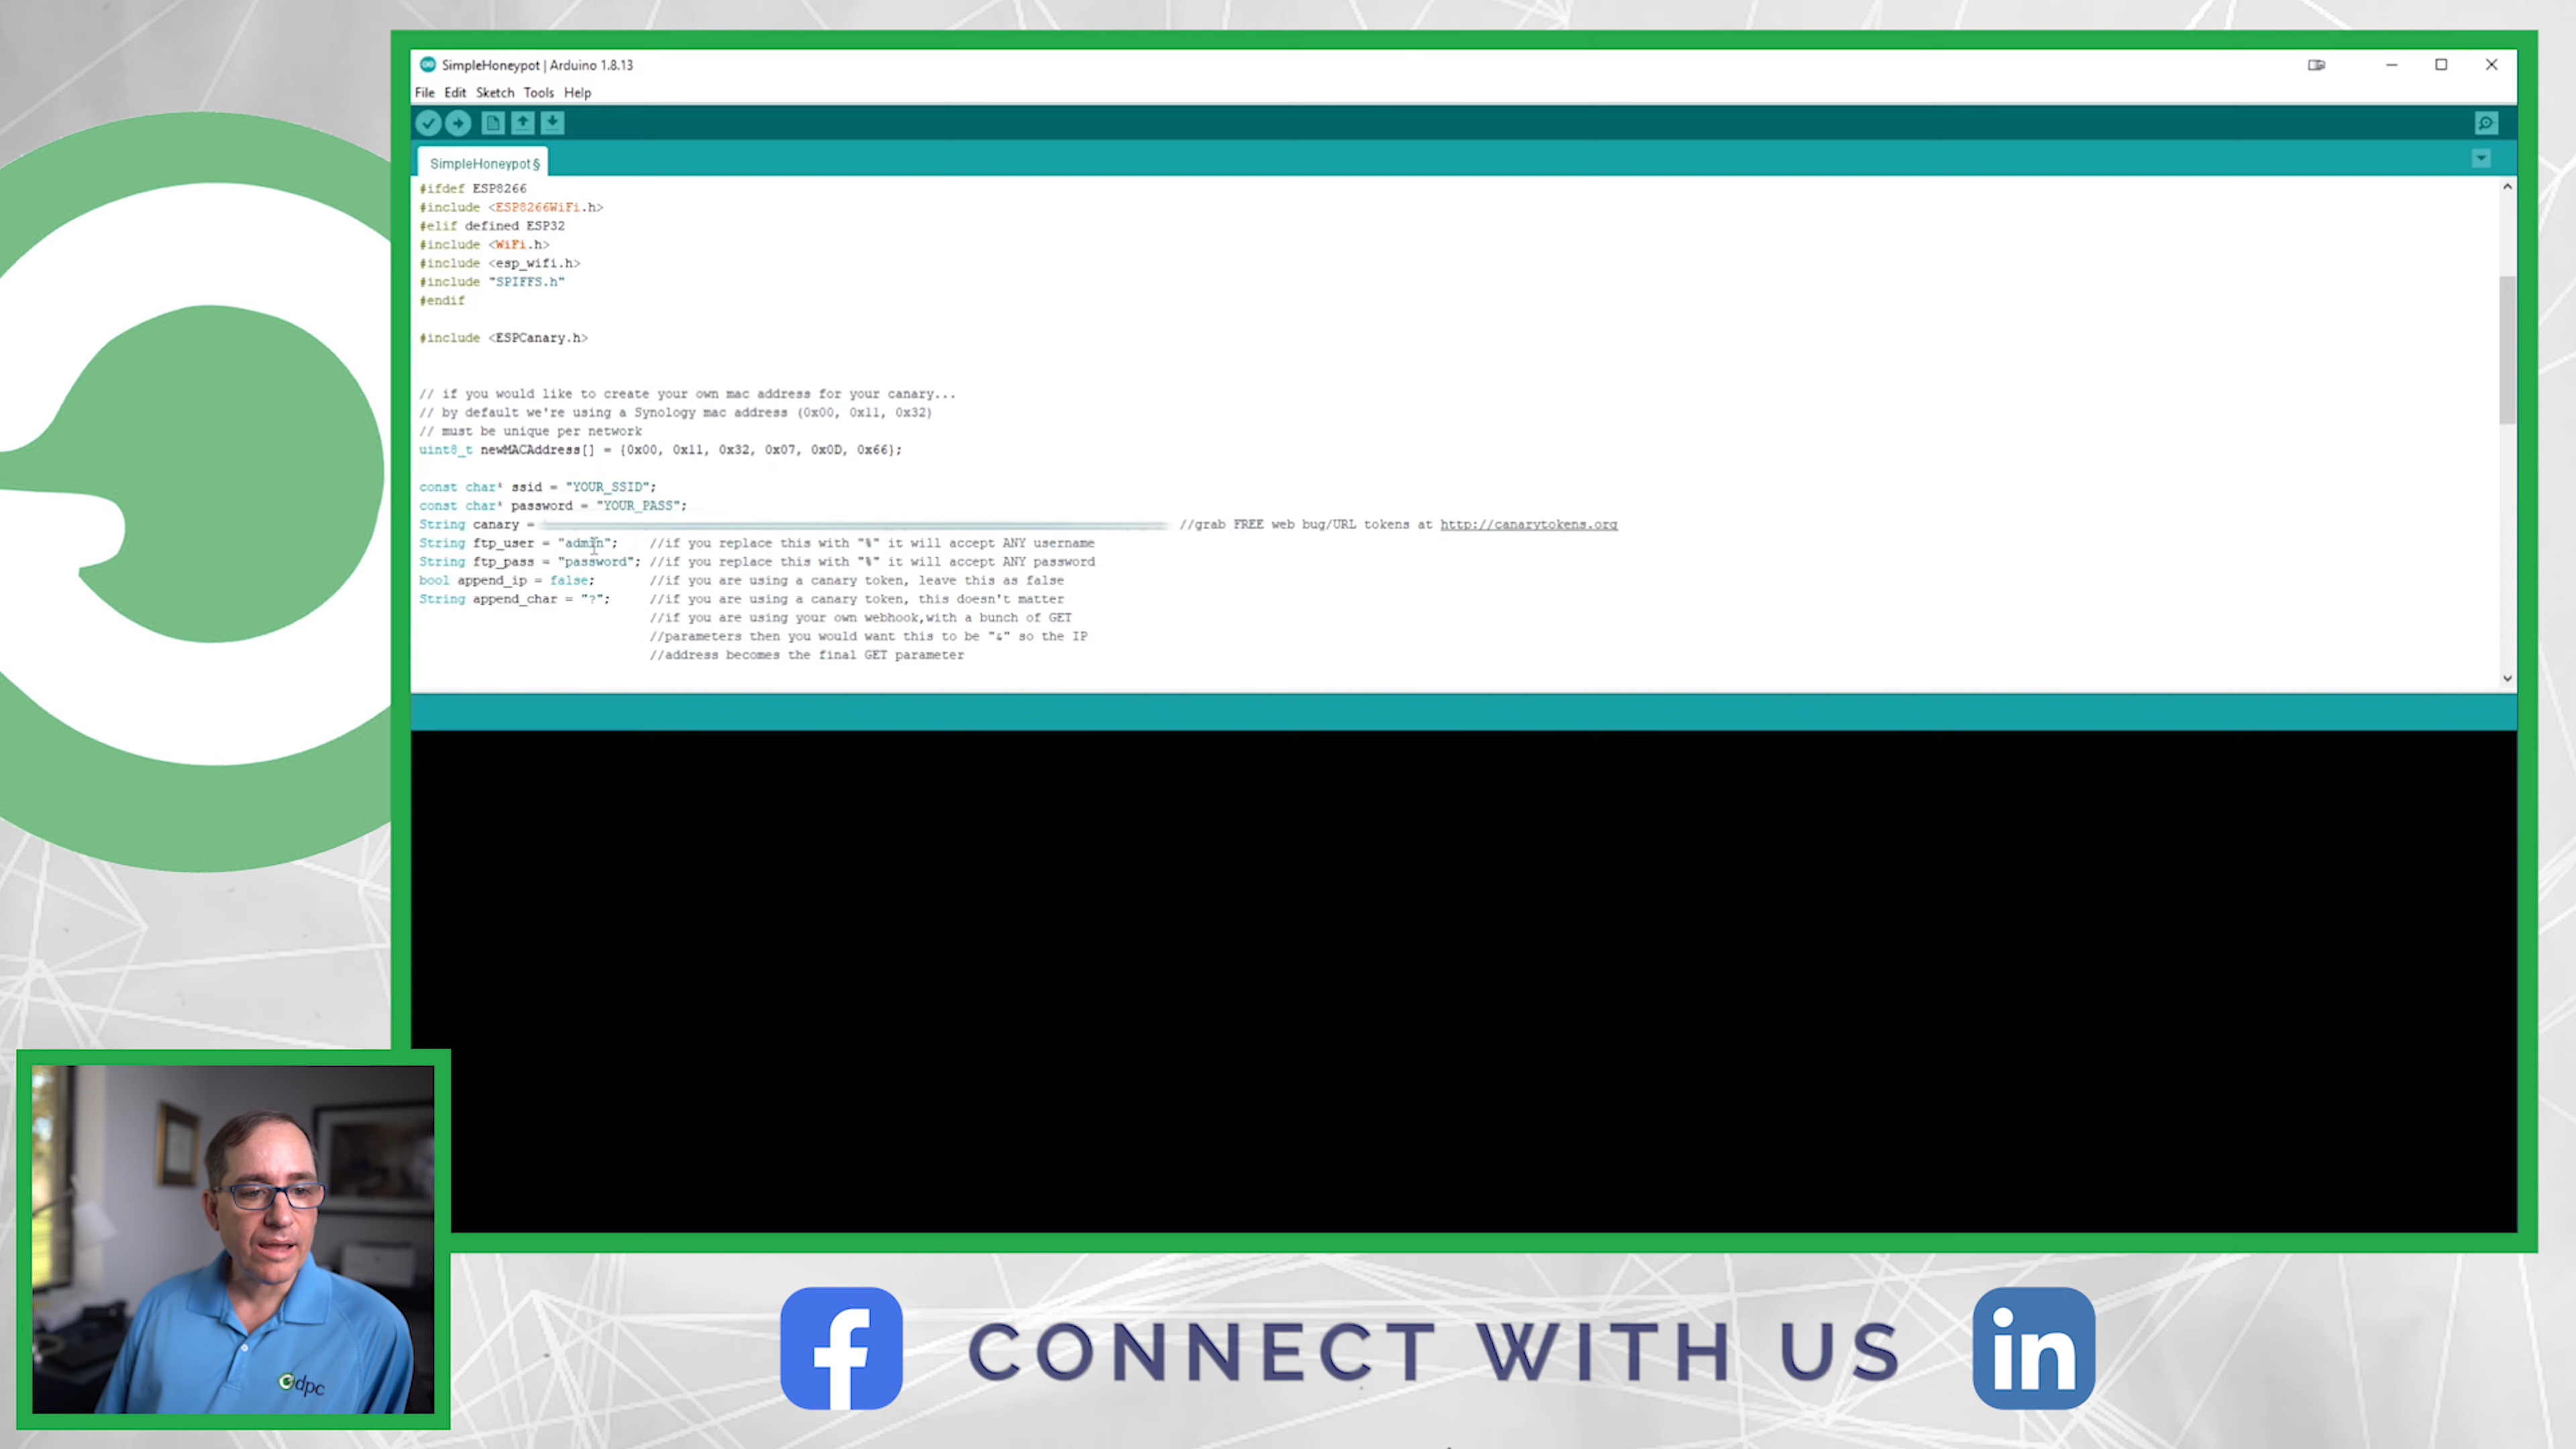 SimpleHoneypot | Arduino 1.8.13
File Edit Sketch Tools Help
SimpleHoneypot§
#ifdef ESP8266
#include <ESP8266WiFi.h>
#elif defined ESP32
#include <WiFi.h>
#include <esp_wifi.h>
#include "SPIFFS.h"
#endif
#include <ESPCanary.h>
// if you would like to create your own mac address for your canary...
// by default we're using a Synology mac address (0x00, 0x11, 0x32)
// must be unique per network
uint8_t newMACAddress[] = {0x00, 0x11, 0x32, 0x07, 0x0D, 0x66};
const char* ssid = "YOUR_SSID";
const char* password = "YOUR_PASS";
String canary = //grab FREE web bug/URL tokens at http://canarytokens.org
String ftp_user = "admin"; //if you replace this with "%" it will accept ANY username
String ftp_pass = "password"; //if you replace this with "%" it will accept ANY password
bool append_ip = false; //if you are using a canary token, leave this as false
String append_char = "?"; //if you are using a canary token, this doesn't matter
//if you are using your own webhook,with a bunch of GET
//parameters then you would want this to be "&" so the IP
//address becomes the final GET parameter
dpc
f CONNECT WITH US in